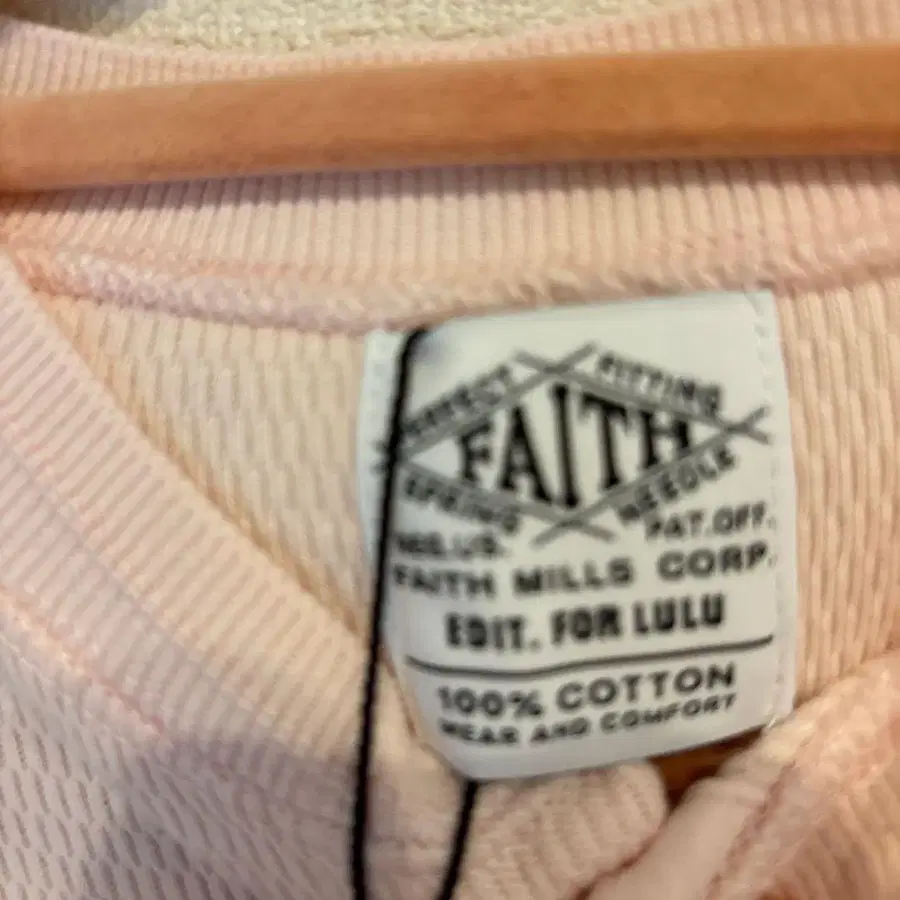 PERFECT FITTING
FAITH
SPRING NEEDLE
REG.US. PAT.OFF.
FAITH MILLS CORP.
EDIT. FOR LULU
100% COTTON
WEAR AND COMFORT